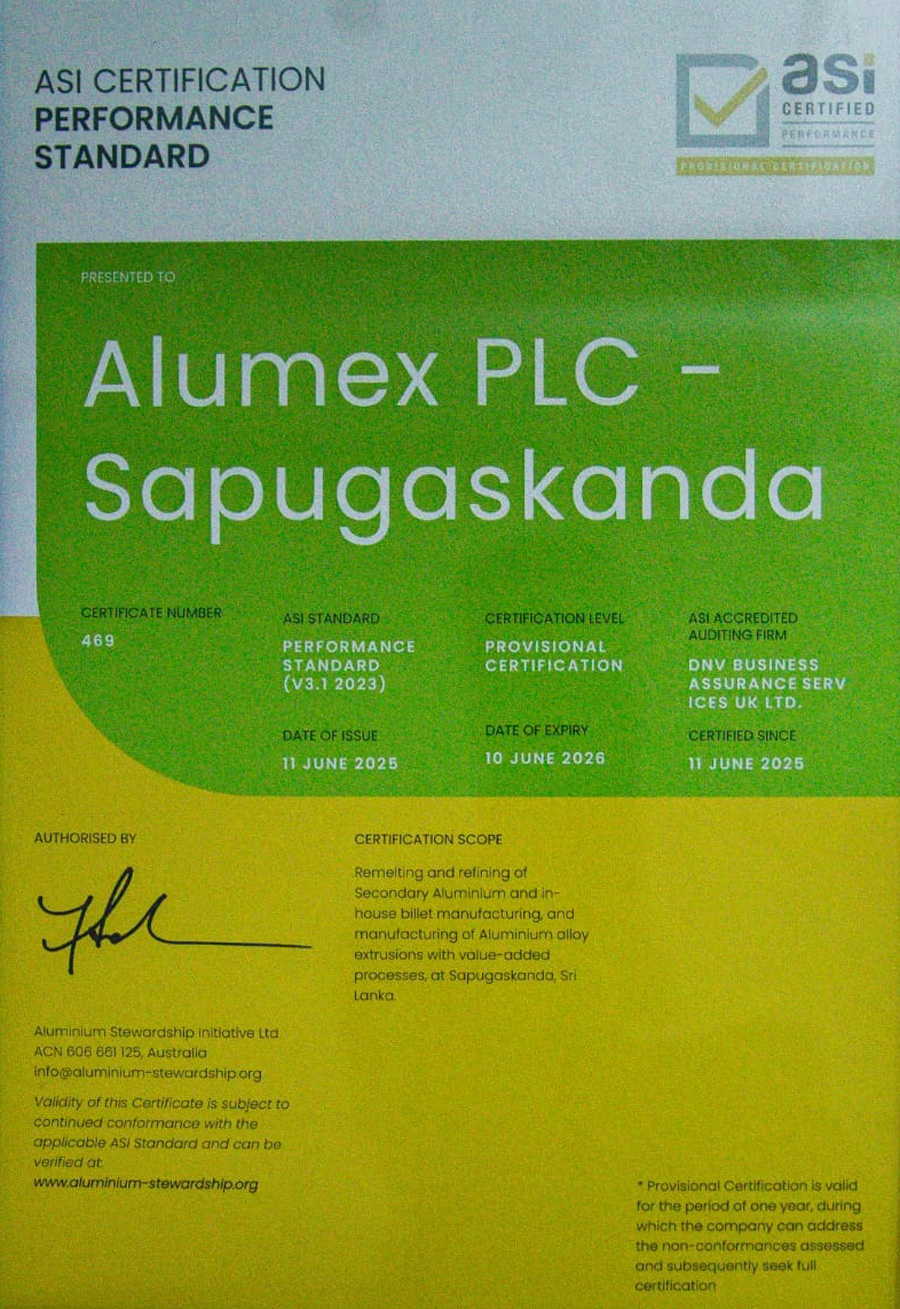 ASI CERTIFICATION
PERFORMANCE
STANDARD
asi
CERTIFIED
PERFORMANCE
PROVISIONAL CERTIFICATION
PRESENTED TO
Alumex PLC -
Sapugaskanda
CERTIFICATE NUMBER
469
ASI STANDARD
PERFORMANCE
STANDARD
(V3.1 2023)
CERTIFICATION LEVEL
PROVISIONAL
CERTIFICATION
ASI ACCREDITED
AUDITING FIRM
DNV BUSINESS
ASSURANCE SERV
ICES UK LTD.
DATE OF ISSUE
11 JUNE 2025
DATE OF EXPIRY
10 JUNE 2026
CERTIFIED SINCE
11 JUNE 2025
AUTHORISED BY
CERTIFICATION SCOPE
Remelting and refining of
Secondary Aluminium and in-
house billet manufacturing, and
manufacturing of Aluminium alloy
extrusions with value-added
processes, at Sapugaskanda, Sri
Lanka.
Aluminium Stewardship Initiative Ltd
ACN 606 661 125, Australia
info@aluminium-stewardship.org
Validity of this Certificate is subject to
continued conformance with the
applicable ASI Standard and can be
verified at:
www.aluminium-stewardship.org
* Provisional Certification is valid
for the period of one year, during
which the company can address
the non-conformances assessed
and subsequently seek full
certification